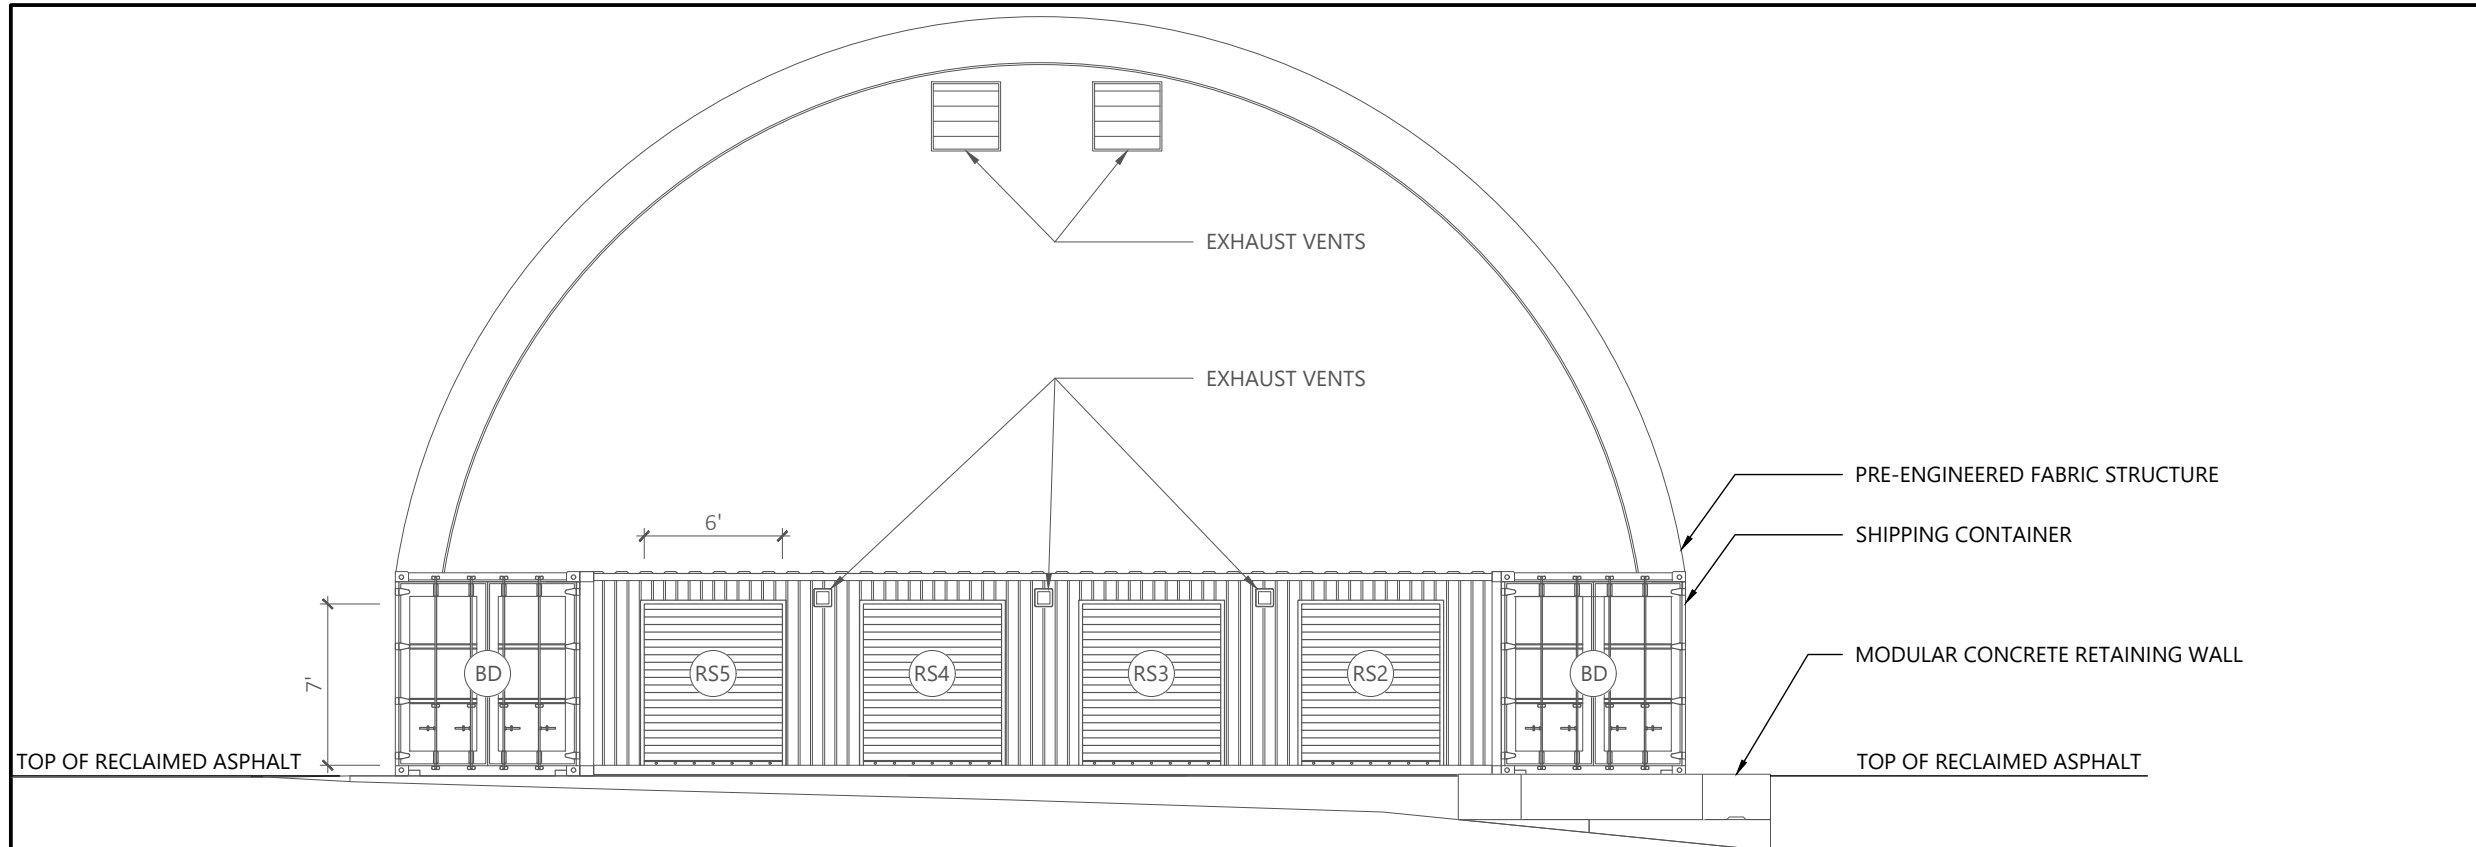 EXHAUST VENTS
EXHAUST VENTS
PRE-ENGINEERED FABRIC STRUCTURE
6'
SHIPPING CONTAINER
MODULAR CONCRETE RETAINING WALL
7'
BD
RS5
RS4
RS3
RS2
BD
TOP OF RECLAIMED ASPHALT
TOP OF RECLAIMED ASPHALT